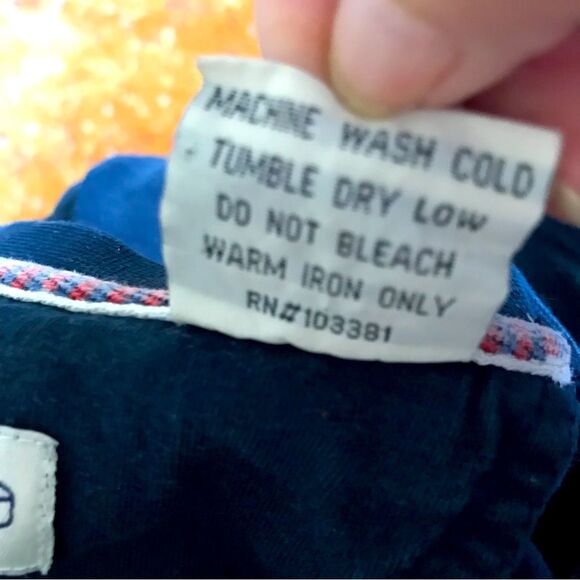 MACHINE WASH COLD
TUMBLE DRY LOW
DO NOT BLEACH
WARM IRON ONLY
RN#103381